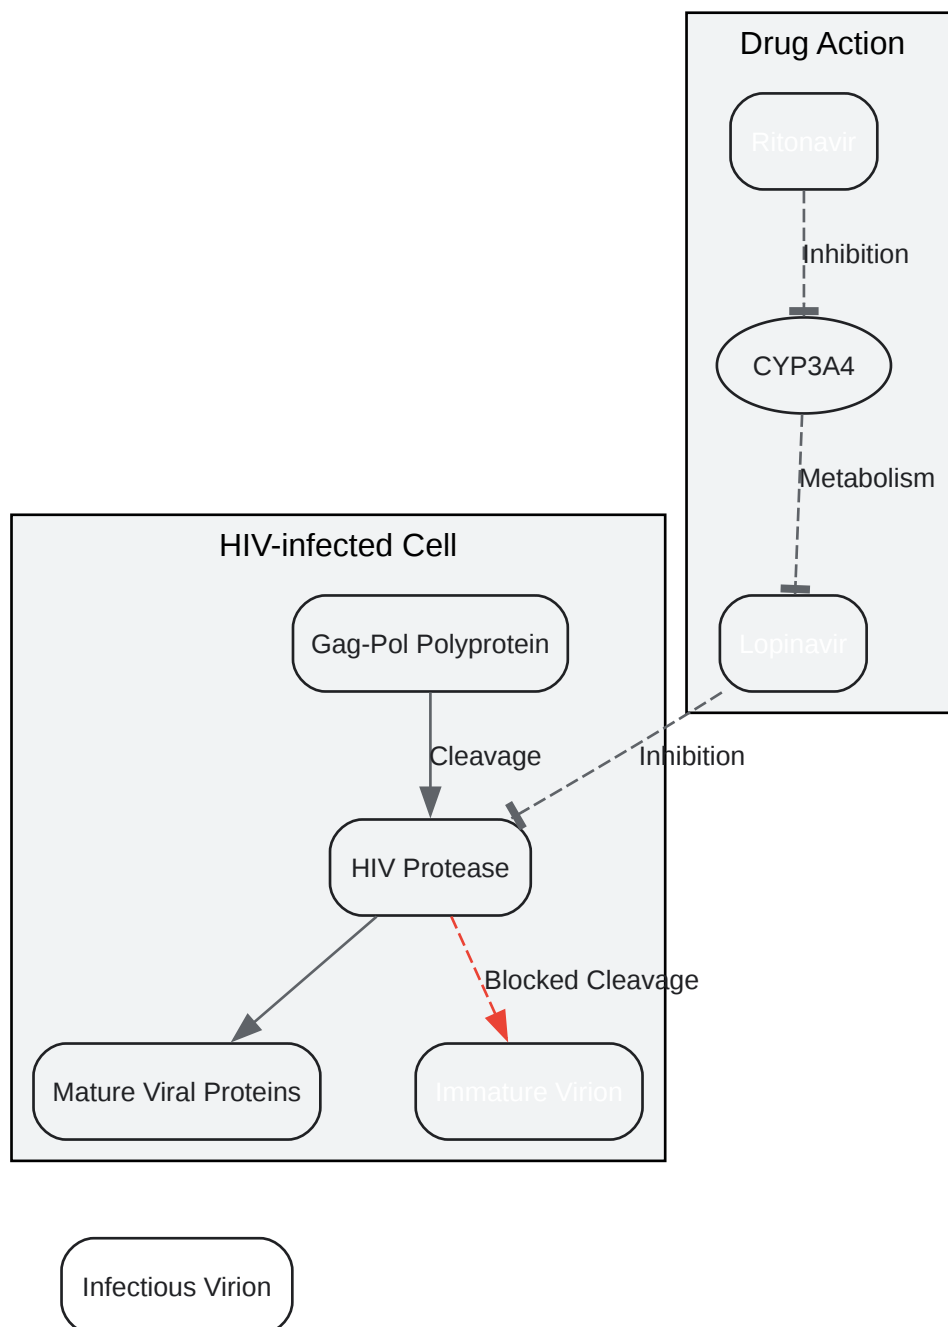 Drug Action
Ritonavir
Inhibition
CYP3A4
Metabolism
HIV-infected Cell
Gag-Pol Polyprotein
Lopinavir
Cleavage
Inhibition
HIV Protease
Blocked Cleavage
Mature Viral Proteins
Immature Virion
Infectious Virion